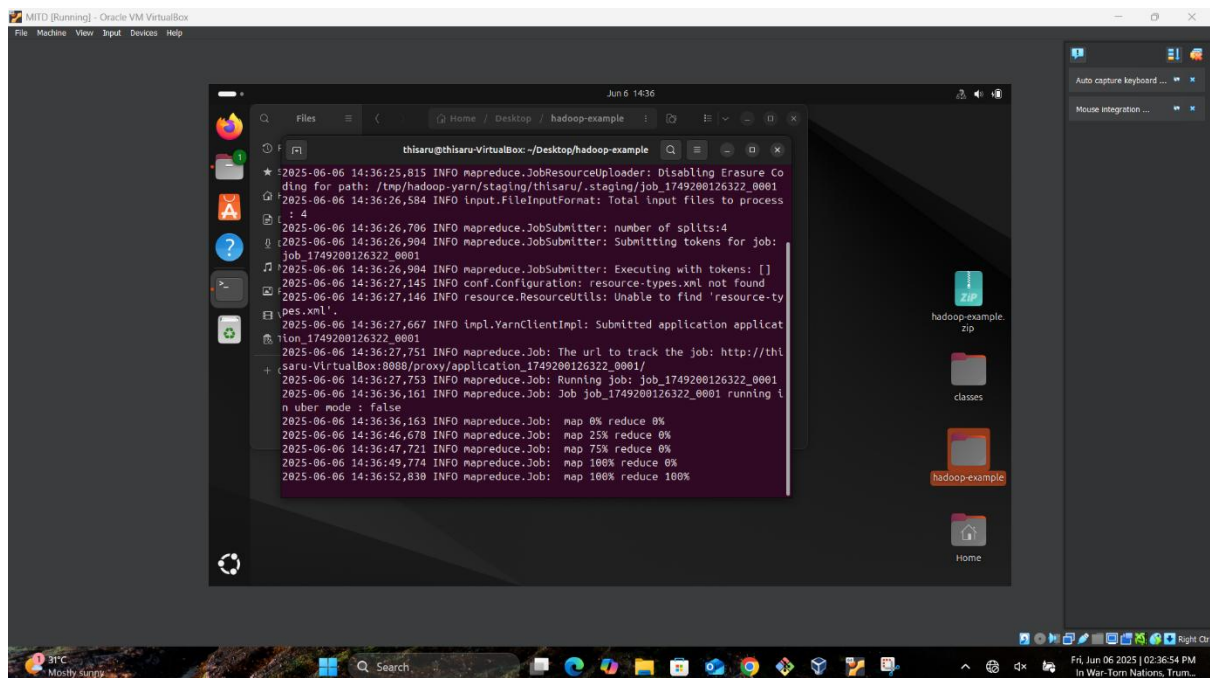 MITD [Running] - Oracle VM VirtualBox
File Machine View Input Devices Help
Auto capture keyboard ...
Mouse integration ...
Jun 6 14:36
Files
Home / Desktop / hadoop-example
thisaru@thisaru-VirtualBox: ~/Desktop/hadoop-example
2025-06-06 14:36:25,815 INFO mapreduce.JobResourceUploader: Disabling Erasure Co
ding for path: /tmp/hadoop-yarn/staging/thisaru/.staging/job_1749200126322_0001
2025-06-06 14:36:26,584 INFO input.FileInputFormat: Total input files to process
: 4
2025-06-06 14:36:26,706 INFO mapreduce.JobSubmitter: number of splits:4
2025-06-06 14:36:26,904 INFO mapreduce.JobSubmitter: Submitting tokens for job:
job_1749200126322_0001
2025-06-06 14:36:26,904 INFO mapreduce.JobSubmitter: Executing with tokens: []
2025-06-06 14:36:27,145 INFO conf.Configuration: resource-types.xml not found
2025-06-06 14:36:27,146 INFO resource.ResourceUtils: Unable to find 'resource-ty
pes.xml'.
2025-06-06 14:36:27,667 INFO impl.YarnClientImpl: Submitted application applicat
ion_1749200126322_0001
2025-06-06 14:36:27,751 INFO mapreduce.Job: The url to track the job: http://thi
saru-VirtualBox:8088/proxy/application_1749200126322_0001/
2025-06-06 14:36:27,753 INFO mapreduce.Job: Running job: job_1749200126322_0001
2025-06-06 14:36:36,161 INFO mapreduce.Job: Job job_1749200126322_0001 running i
n uber mode : false
2025-06-06 14:36:36,163 INFO mapreduce.Job:  map 0% reduce 0%
2025-06-06 14:36:46,678 INFO mapreduce.Job:  map 25% reduce 0%
2025-06-06 14:36:47,721 INFO mapreduce.Job:  map 75% reduce 0%
2025-06-06 14:36:49,774 INFO mapreduce.Job:  map 100% reduce 0%
2025-06-06 14:36:52,830 INFO mapreduce.Job:  map 100% reduce 100%
1
ZIP
hadoop-example.
zip
classes
hadoop-example
Home
Right Ctr
1
31°C
Mostly sunny
Search
Fri, Jun 06 2025 | 02:36:54 PM
In War-Torn Nations, Trum...